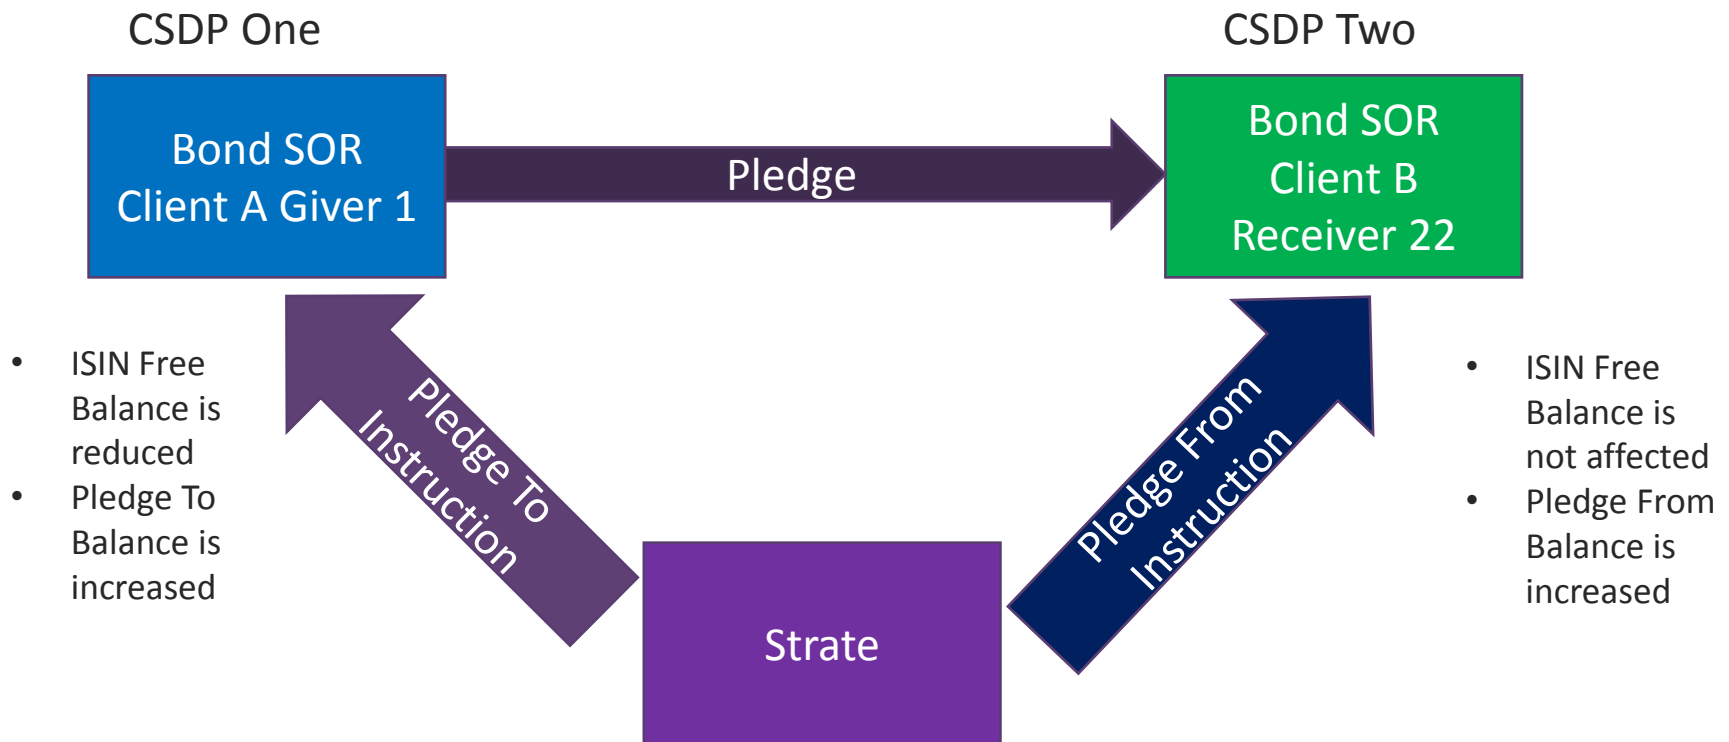 CSDP One
CSDP Two
Bond SOR
Client A Giver 1
Pledge
Bond SOR
Client B
Receiver 22
• ISIN Free
Balance is
reduced
• Pledge To
Balance is
increased
Pledge To
Instruction
Pledge From
Instruction
• ISIN Free
Balance is
not affected
• Pledge From
Balance is
increased
Strate